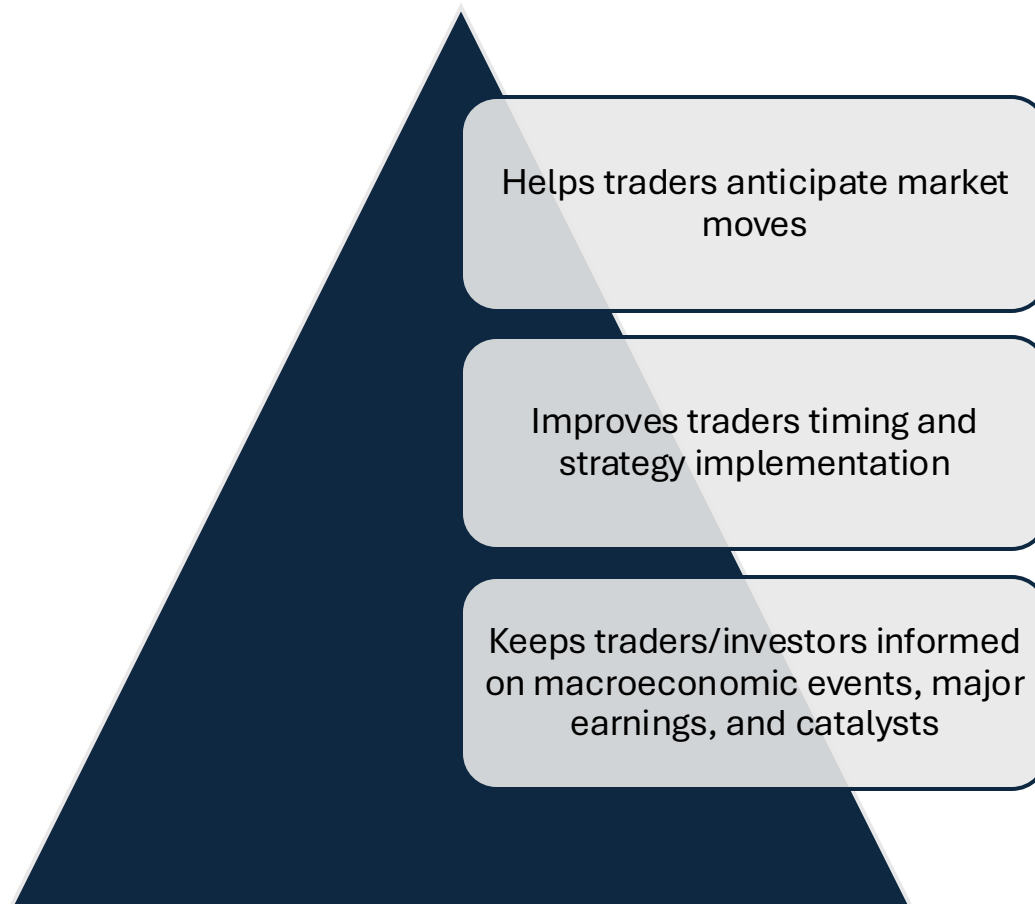 Helps traders anticipate market
moves
Improves traders timing and
strategy implementation
Keeps traders/investors informed
on macroeconomic events, major
earnings, and catalysts